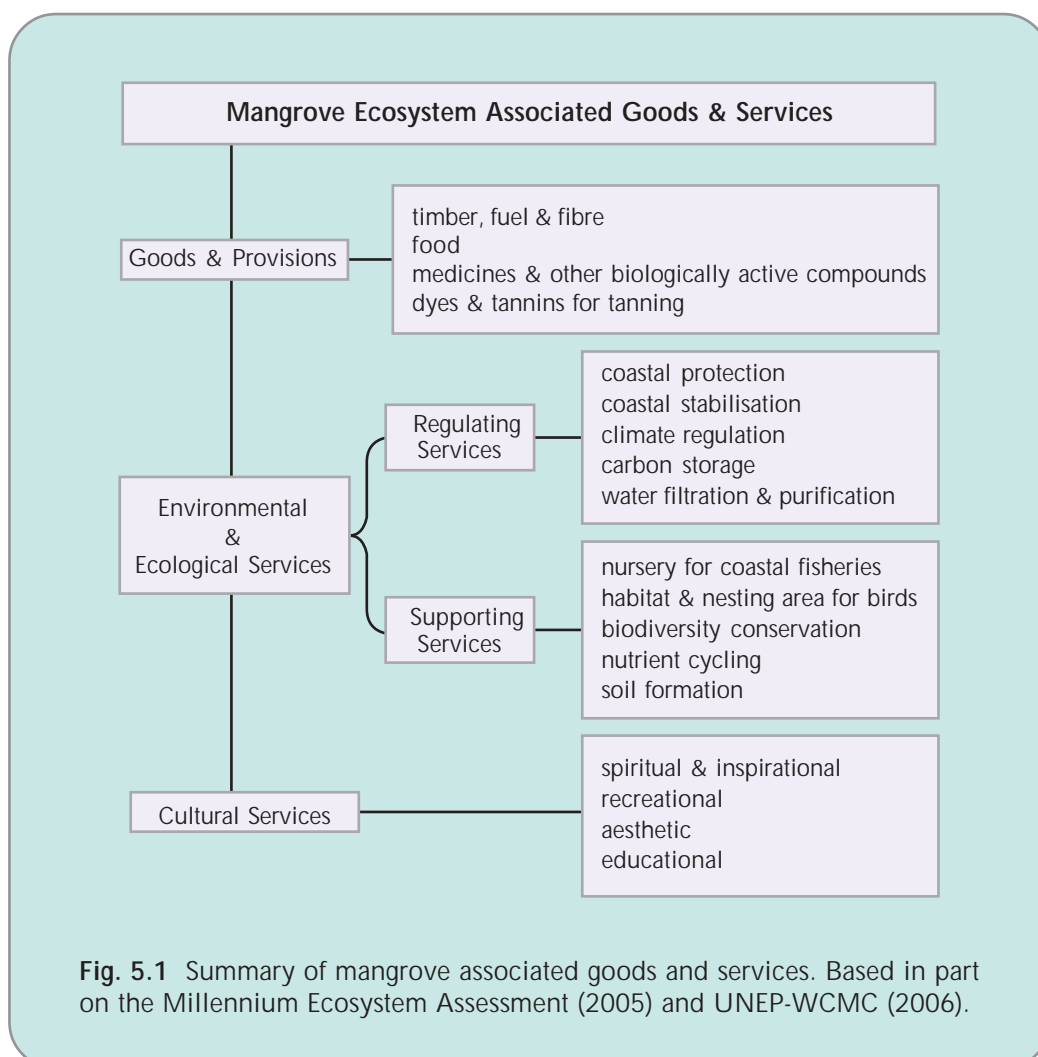 Mangrove Ecosystem Associated Goods & Services
Goods & Provisions
timber, fuel & fibre
food
medicines & other biologically active compounds
dyes & tannins for tanning
Environmental
&
Ecological Services
Regulating
Services
coastal protection
coastal stabilisation
climate regulation
carbon storage
water filtration & purification
Supporting
Services
nursery for coastal fisheries
habitat & nesting area for birds
biodiversity conservation
nutrient cycling
soil formation
Cultural Services
spiritual & inspirational
recreational
aesthetic
educational
Fig. 5.1 Summary of mangrove associated goods and services. Based in part
on the Millennium Ecosystem Assessment (2005) and UNEP-WCMC (2006).